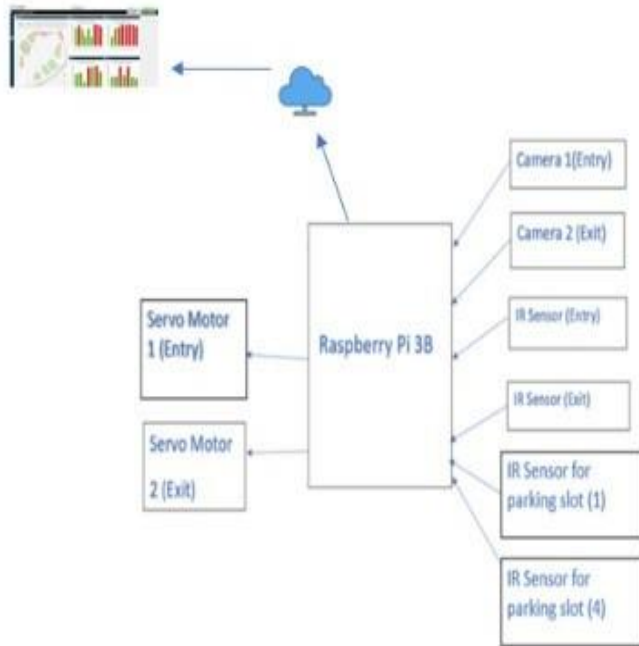 Camera 1(Entry)
Camera 2 (Exit)
Servo Motor
1 (Entry)
Raspberry Pi 3B
IR Sensor (Entry)
IR Sensor (Exit)
Servo Motor
2 (Exit)
IR Sensor for
parking slot (1)
IR Sensor for
parking slot (4)